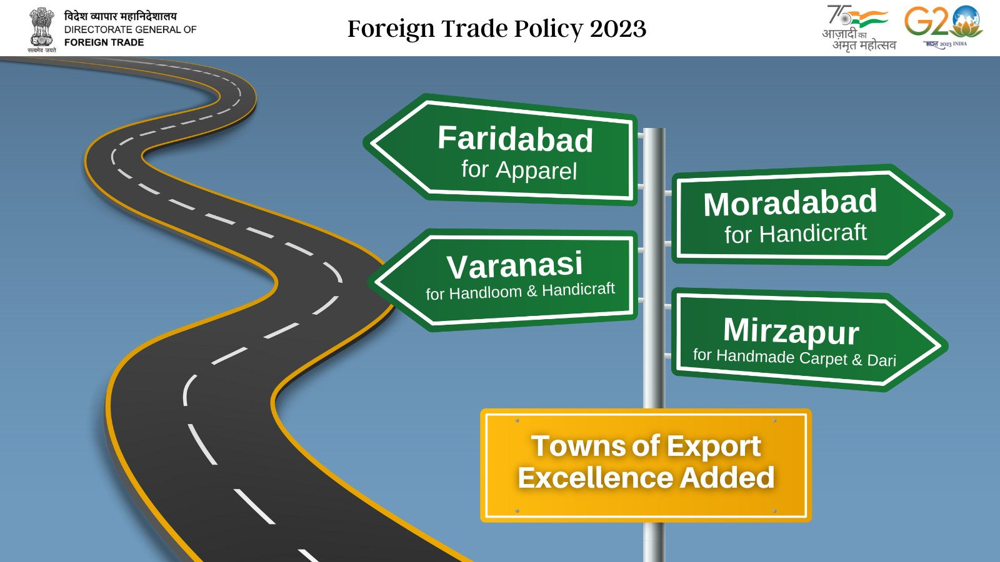 विदेश व्यापार महानिदेशालय
DIRECTORATE GENERAL OF
FOREIGN TRADE
सत्यमेव जयते
Foreign Trade Policy 2023
75
आज़ादी का
अमृत महोत्सव
G20
भारत 2023 INDIA
Faridabad
for Apparel
Moradabad
for Handicraft
Varanasi
for Handloom & Handicraft
Mirzapur
for Handmade Carpet & Dari
Towns of Export
Excellence Added